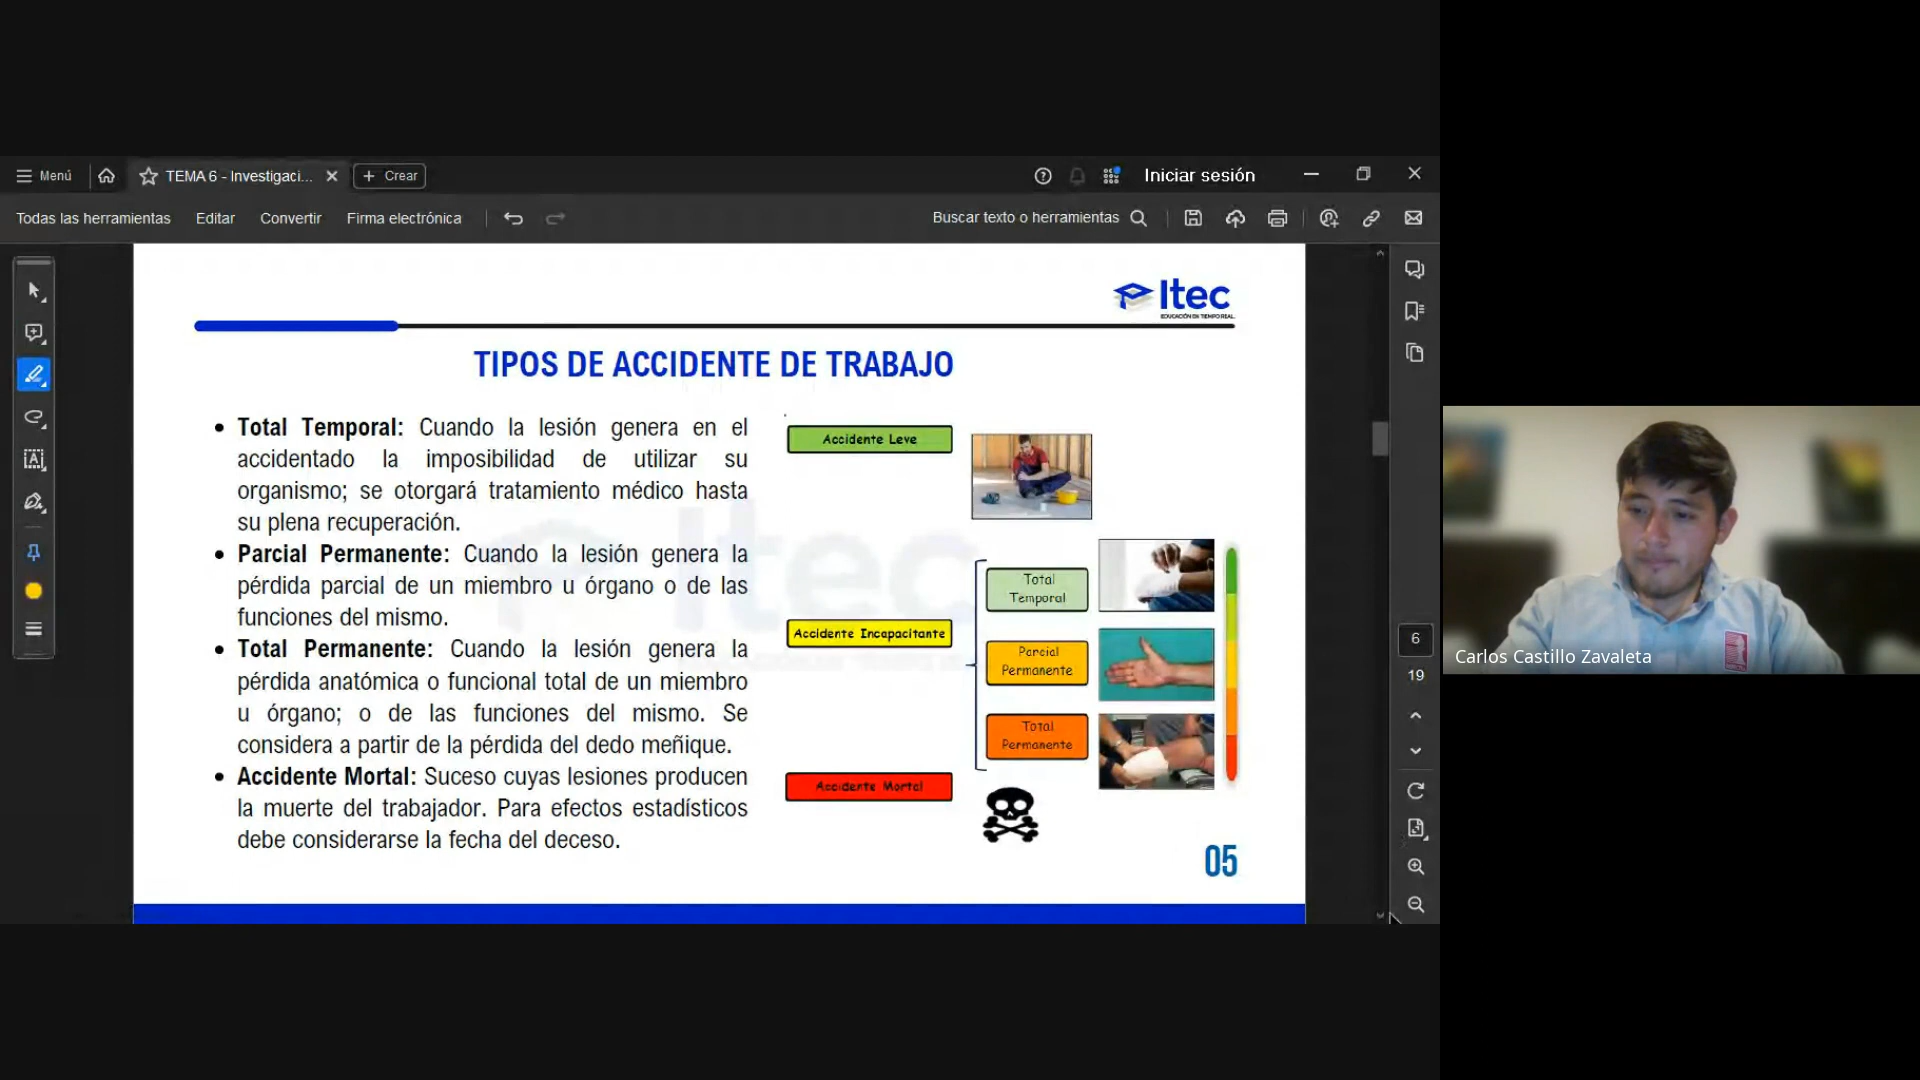 Menú
TEMA 6 - Investigaci...
Crear
Iniciar sesión
Todas las herramientas
Editar
Convertir
Firma electrónica
Buscar texto o herramientas
Itec
EDUCACIÓN EN TIEMPO REAL
TIPOS DE ACCIDENTE DE TRABAJO
• Total Temporal: Cuando la lesión genera en el
accidentado la imposibilidad de utilizar su
organismo; se otorgará tratamiento médico hasta
su plena recuperación.
• Parcial Permanente: Cuando la lesión genera la
pérdida parcial de un miembro u órgano o de las
funciones del mismo.
• Total Permanente: Cuando la lesión genera la
pérdida anatómica o funcional total de un miembro
u órgano; o de las funciones del mismo. Se
considera a partir de la pérdida del dedo meñique.
• Accidente Mortal: Suceso cuyas lesiones producen
la muerte del trabajador. Para efectos estadísticos
debe considerarse la fecha del deceso.
Accidente Leve
Accidente Incapacitante
Total
Temporal
Parcial
Permanente
Total
Permanente
Accidente Mortal
Itec
05
6
19
Carlos Castillo Zavaleta